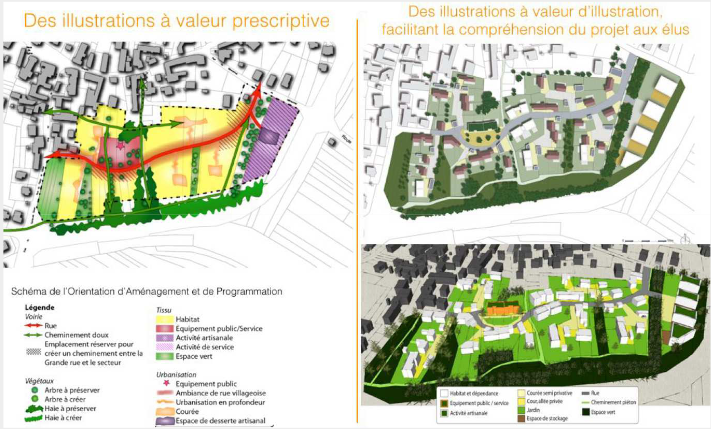 Des illustrations à valeur prescriptive
Des illustrations à valeur d'illustration,
facilitant la compréhension du projet aux élus
Schéma de l'Orientation d'Aménagement et de Programmation
Légende
Voirie
Rue
Cheminement doux
Emplacement réserver pour
créer un cheminement entre la
Grande rue et le secteur
Végétaux
Arbre à préserver
Arbre à créer
Haie à préserver
Haie à créer
Tissu
Habitat
Equipement public/Service
Activité artisanale
Activité de service
Espace vert
Urbanisation
Equipement public
Ambiance de rue villageoise
Urbanisation en profondeur
Courée
Espace de desserte artisanal
Habitat et dépendance
Equipement public / service
Activité artisanale
Courée semi privative
Cour, allée privée
Jardin
Espace de stockage
Rue
Cheminement piéton
Espace vert